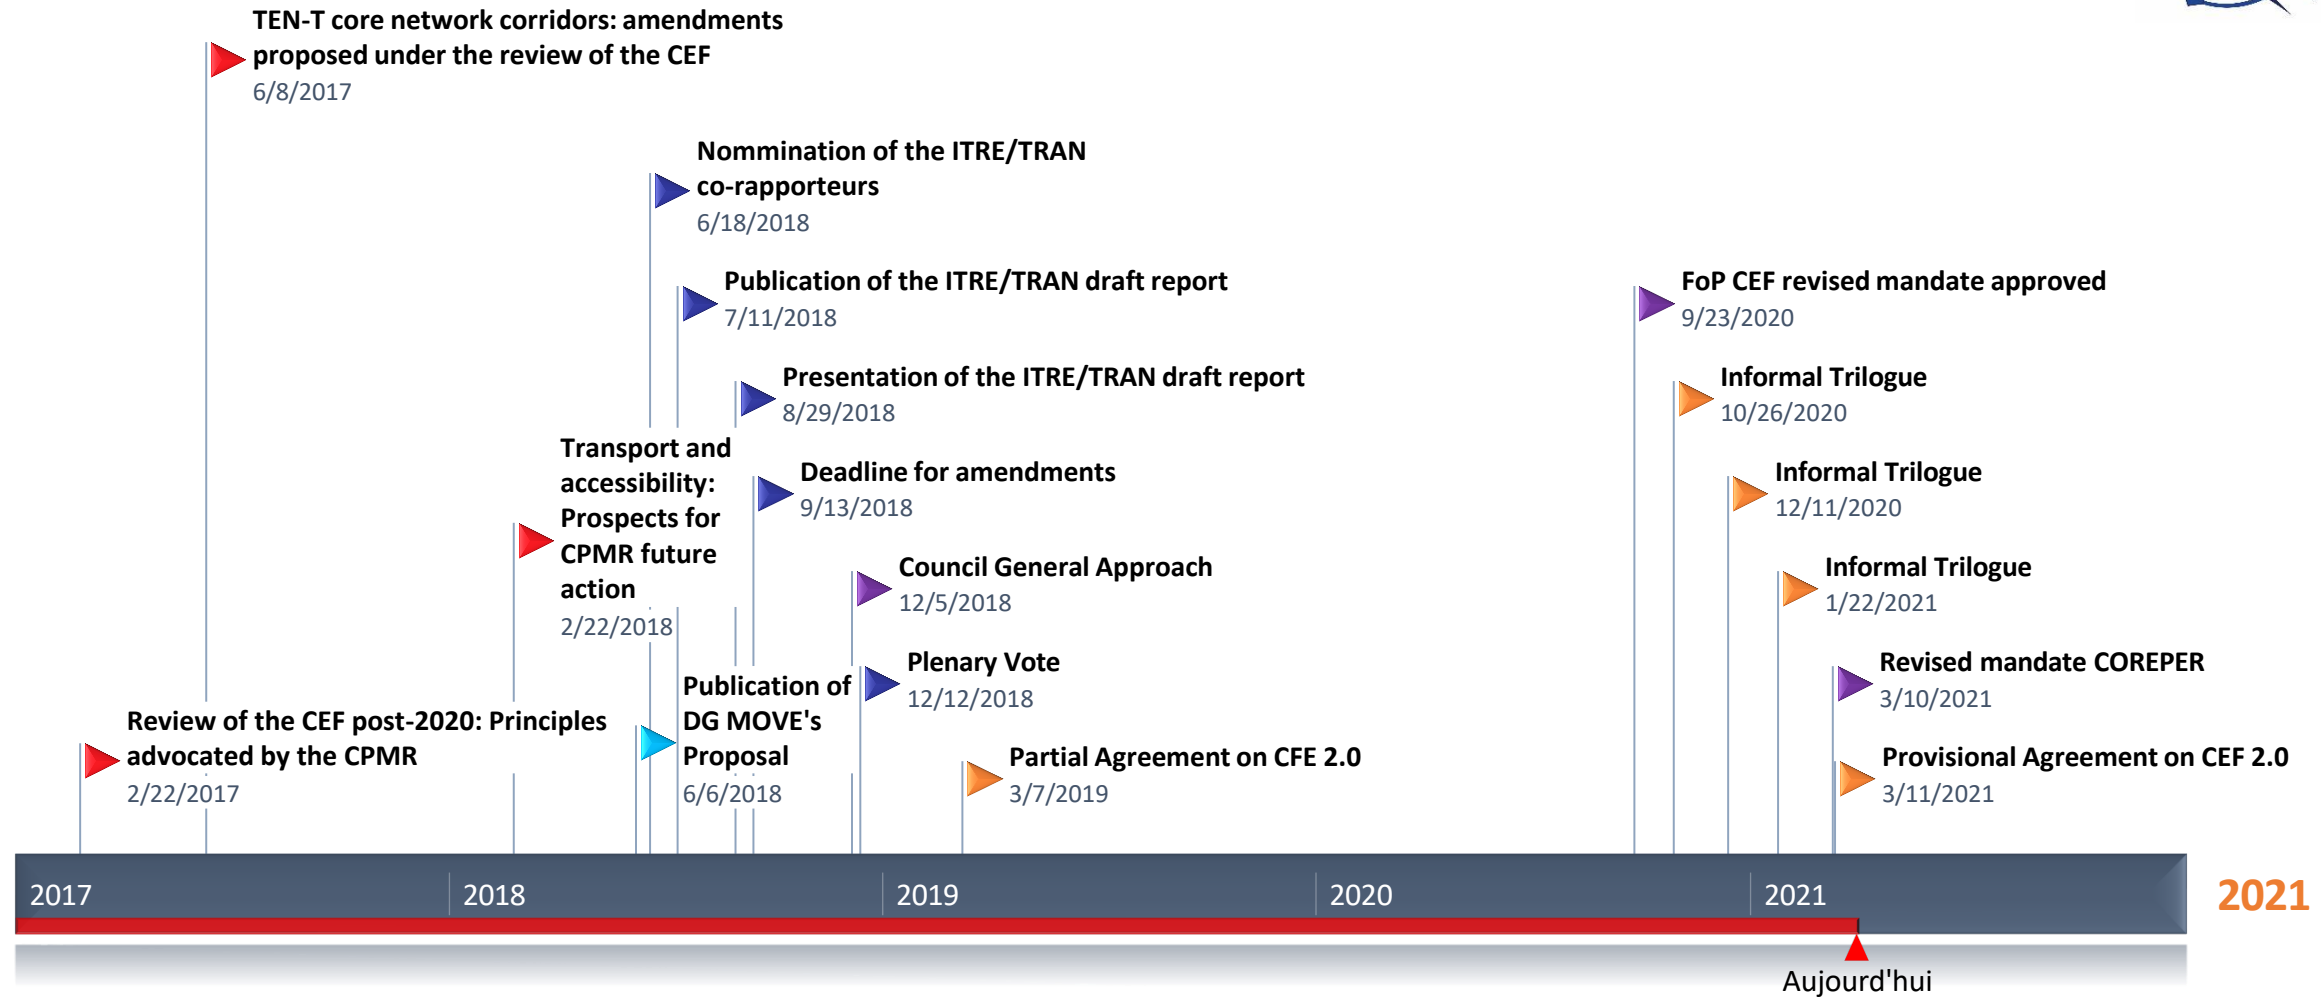 TEN-T core network corridors: amendments
proposed under the review of the CEF
6/8/2017
Nommination of the ITRE/TRAN
co-rapporteurs
6/18/2018
Publication of the ITRE/TRAN draft report
7/11/2018
Presentation of the ITRE/TRAN draft report
8/29/2018
Transport and
accessibility:
Prospects for
CPMR future
action
2/22/2018
Deadline for amendments
9/13/2018
Council General Approach
12/5/2018
Plenary Vote
12/12/2018
Review of the CEF post-2020: Principles
advocated by the CPMR
2/22/2017
Publication of
DG MOVE's
Proposal
6/6/2018
Partial Agreement on CFE 2.0
3/7/2019
FoP CEF revised mandate approved
9/23/2020
Informal Trilogue
10/26/2020
Informal Trilogue
12/11/2020
Informal Trilogue
1/22/2021
Revised mandate COREPER
3/10/2021
Provisional Agreement on CEF 2.0
3/11/2021
2017
2018
2019
2020
2021
2021
Aujourd'hui